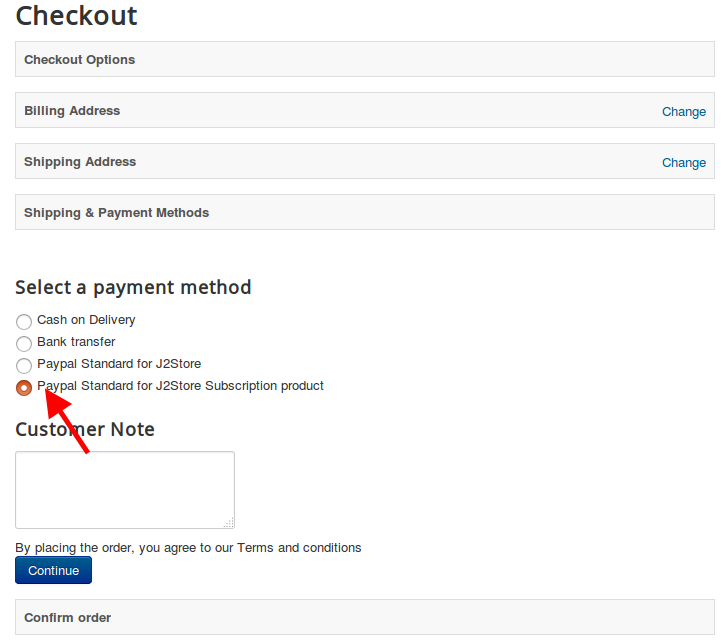 Checkout
Checkout Options
Billing Address Change
Shipping Address Change
Shipping & Payment Methods
Select a payment method
Cash on Delivery
Bank transfer
Paypal Standard for J2Store
Paypal Standard for J2Store Subscription product
Customer Note
By placing the order, you agree to our Terms and conditions
Continue
Confirm order